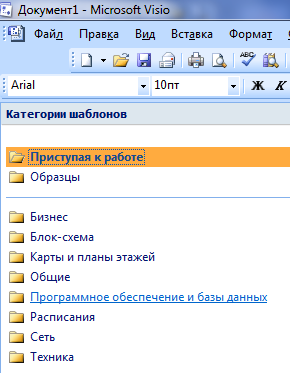 Документ1 - Microsoft Visio
Файл Правка Вид Вставка Формат
ABC
Arial 10пт Ж К
Категории шаблонов
Приступая к работе
Образцы
Бизнес
Блок-схема
Карты и планы этажей
Общие
Программное обеспечение и базы данных
Расписания
Сеть
Техника